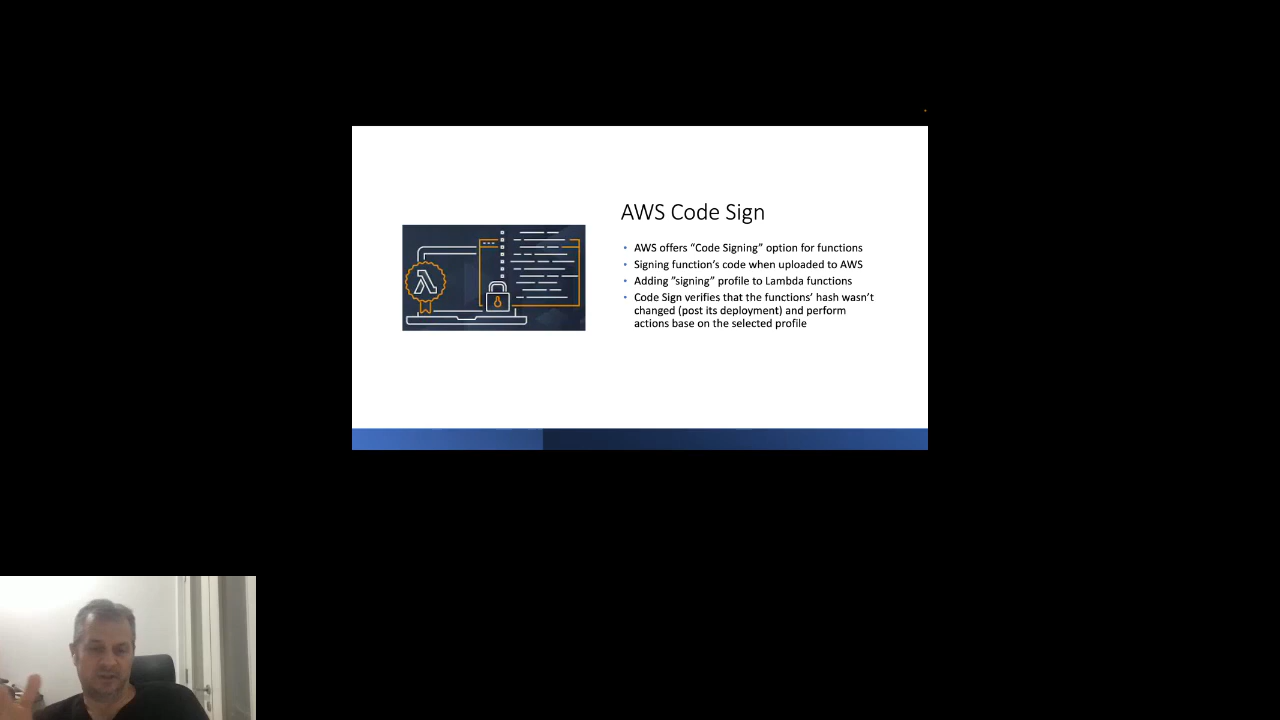 AWS Code Sign
• AWS offers “Code Signing” option for functions
• Signing function’s code when uploaded to AWS
• Adding ”signing” profile to Lambda functions
• Code Sign verifies that the functions’ hash wasn’t
changed (post its deployment) and perform
actions base on the selected profile